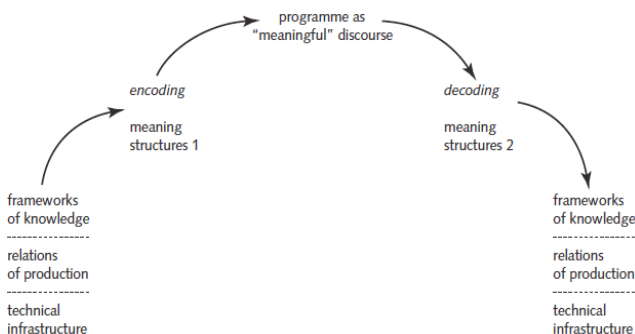 programme as
“meaningful” discourse
encoding
decoding
meaning
structures 1
meaning
structures 2
frameworks
of knowledge
relations
of production
technical
infrastructure
frameworks
of knowledge
relations
of production
technical
infrastructure